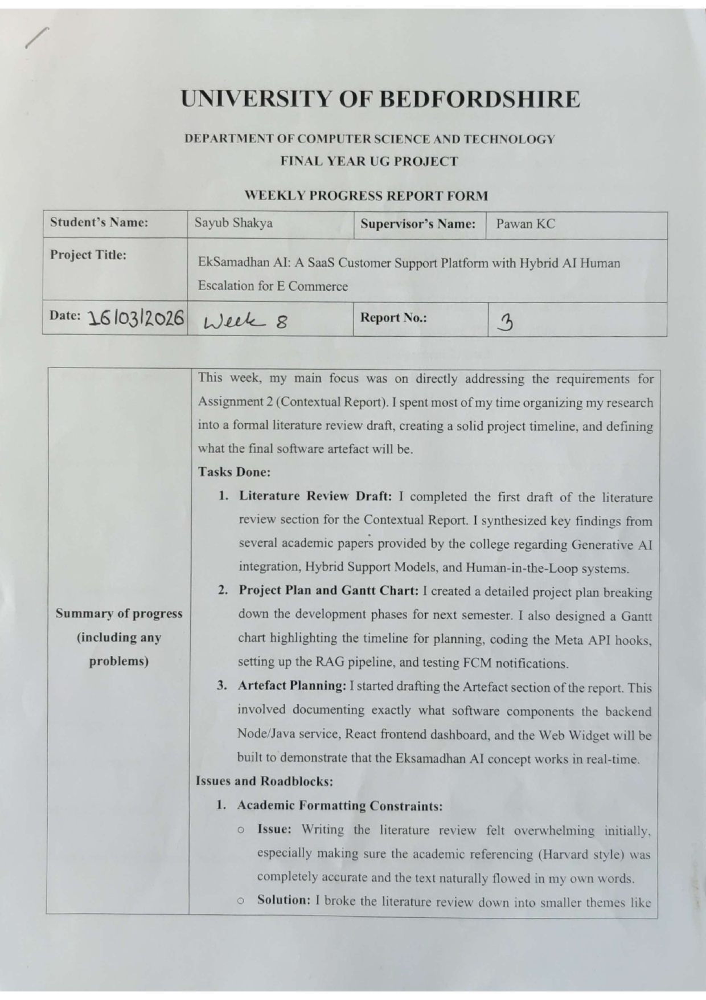 UNIVERSITY OF BEDFORDSHIRE
DEPARTMENT OF COMPUTER SCIENCE AND TECHNOLOGY
FINAL YEAR UG PROJECT
WEEKLY PROGRESS REPORT FORM
Student's Name: Sayub Shakya Supervisor's Name: Pawan KC
Project Title:
EkSamadhan AI: A SaaS Customer Support Platform with Hybrid AI Human
Escalation for E Commerce
Date: 16/03/2026 Week 8 Report No.: 3
Summary of progress
(including any
problems)
This week, my main focus was on directly addressing the requirements for
Assignment 2 (Contextual Report). I spent most of my time organizing my research
into a formal literature review draft, creating a solid project timeline, and defining
what the final software artefact will be.
Tasks Done:
1. Literature Review Draft: I completed the first draft of the literature
review section for the Contextual Report. I synthesized key findings from
several academic papers provided by the college regarding Generative AI
integration, Hybrid Support Models, and Human-in-the-Loop systems.
2. Project Plan and Gantt Chart: I created a detailed project plan breaking
down the development phases for next semester. I also designed a Gantt
chart highlighting the timeline for planning, coding the Meta API hooks,
setting up the RAG pipeline, and testing FCM notifications.
3. Artefact Planning: I started drafting the Artefact section of the report. This
involved documenting exactly what software components the backend
Node/Java service, React frontend dashboard, and the Web Widget will be
built to demonstrate that the Eksamadhan AI concept works in real-time.
Issues and Roadblocks:
1. Academic Formatting Constraints:
○ Issue: Writing the literature review felt overwhelming initially,
especially making sure the academic referencing (Harvard style) was
completely accurate and the text naturally flowed in my own words.
○ Solution: I broke the literature review down into smaller themes like